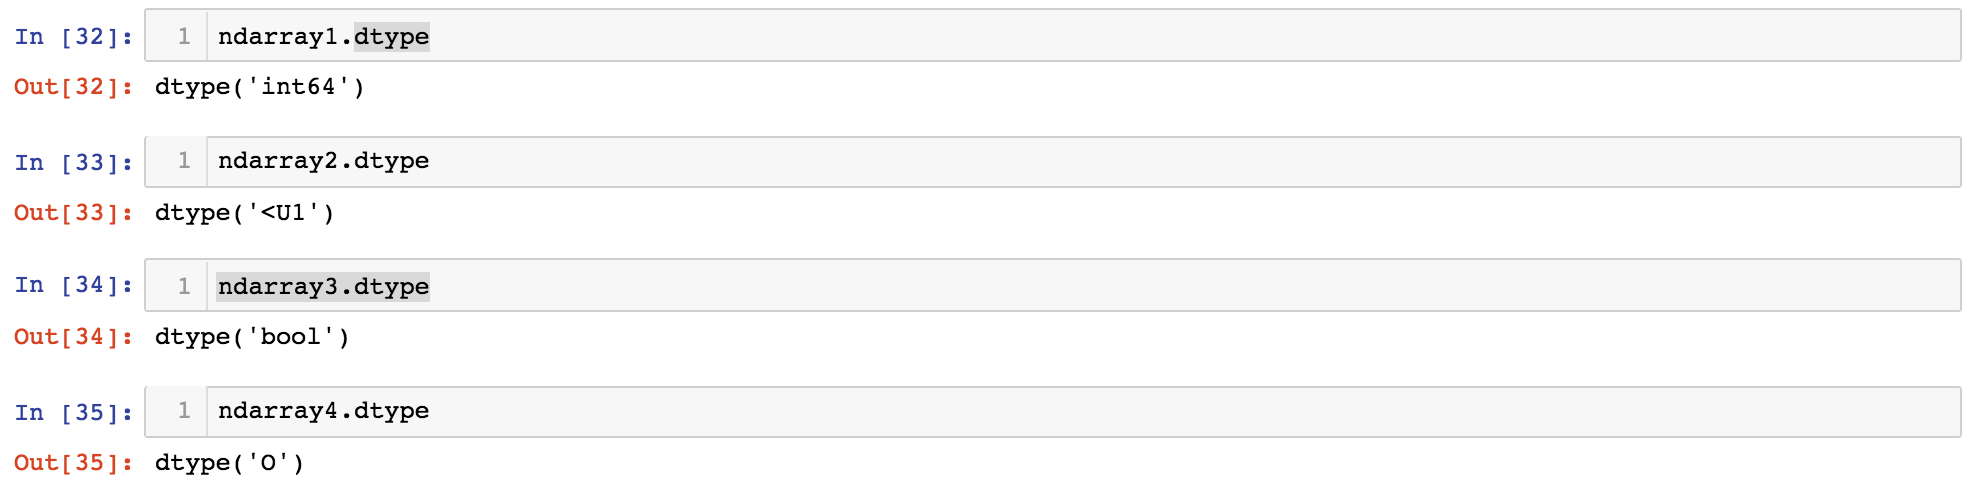 In [32]: 1 ndarray1.dtype
Out[32]: dtype('int64')
In [33]: 1 ndarray2.dtype
Out[33]: dtype('<U1')
In [34]: 1 ndarray3.dtype
Out[34]: dtype('bool')
In [35]: 1 ndarray4.dtype
Out[35]: dtype('O')